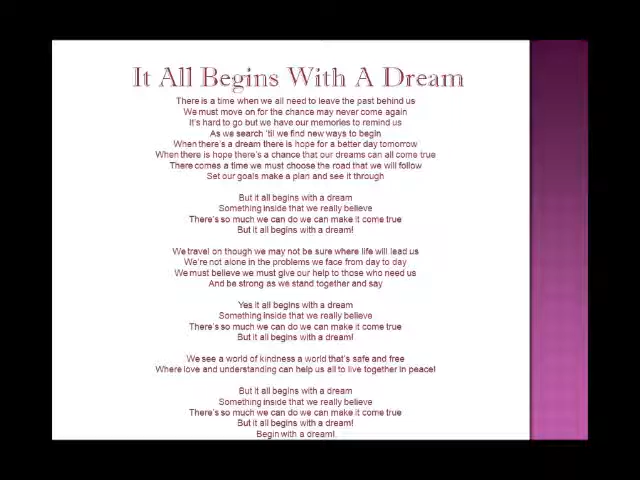 It All Begins With A Dream
There is a time when we all need to leave the past behind us
We must move on for the chance may never come again
It's hard to go but we have our memories to remind us
As we search 'til we find new ways to begin
When there's a dream there is hope for a better day tomorrow
When there is hope there's a chance that our dreams can all come true
There comes a time we must choose the road that we will follow
Set our goals make a plan and see it through
But it all begins with a dream
Something inside that we really believe
There's so much we can do we can make it come true
But it all begins with a dream!
We travel on though we may not be sure where life will lead us
We're not alone in the problems we face from day to day
We must believe we must give our help to those who need us
And be strong as we stand together and say
Yes it all begins with a dream
Something inside that we really believe
There's so much we can do we can make it come true
But it all begins with a dream!
We see a world of kindness a world that's safe and free
Where love and understanding can help us all to live together in peace!
But it all begins with a dream
Something inside that we really believe
There's so much we can do we can make it come true
But it all begins with a dream!
Begin with a dream!